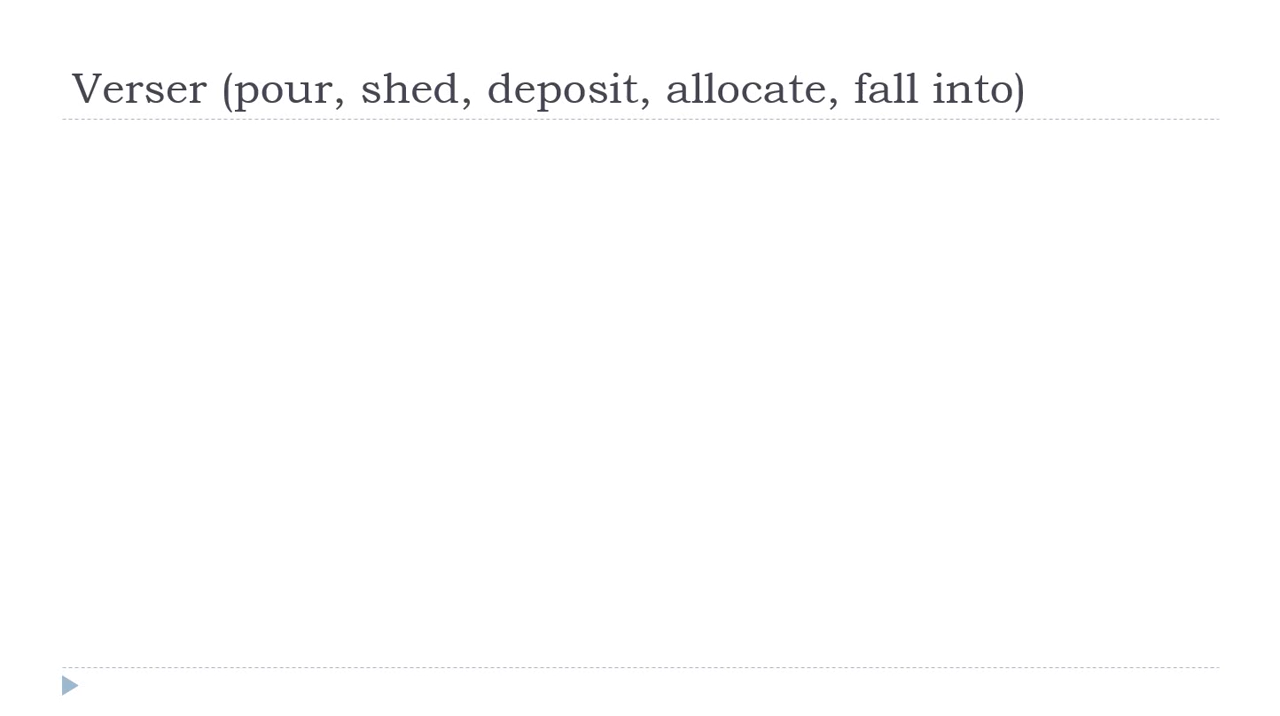 Verser (pour, shed, deposit, allocate, fall into)